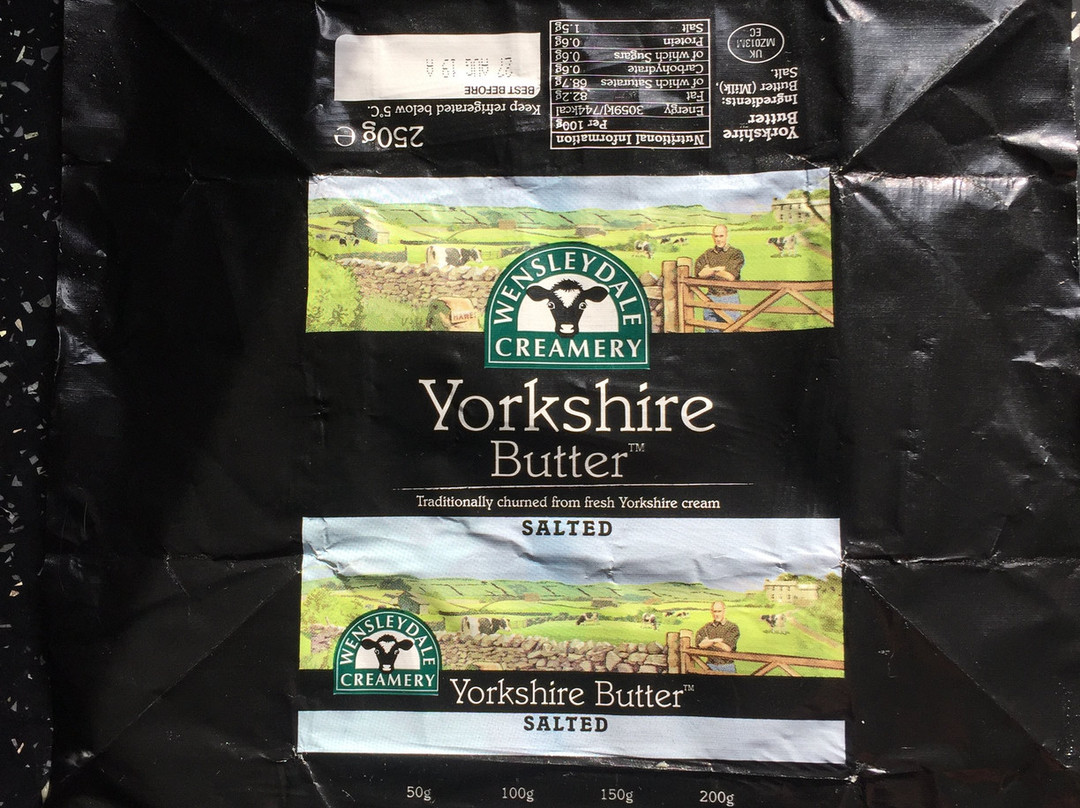 Yorkshire
Butter
Ingredients:
Butter (Milk),
Salt.
UK
MZ013M
EC
Nutritional Information
Per 100g
Energy 3059kJ/744kcal
Fat 82.2g
of which Saturates 68.7g
Carbohydrate 0.6g
of which Sugars 0.6g
Protein 0.6g
Salt 1.5g
250g e
Keep refrigerated below 5°C.
BEST BEFORE
27 AUG 19 A
WENSLEYDALE
CREAMERY
Yorkshire
Butter™
Traditionally churned from fresh Yorkshire cream
SALTED
WENSLEYDALE
CREAMERY
Yorkshire Butter™
SALTED
50g 100g 150g 200g